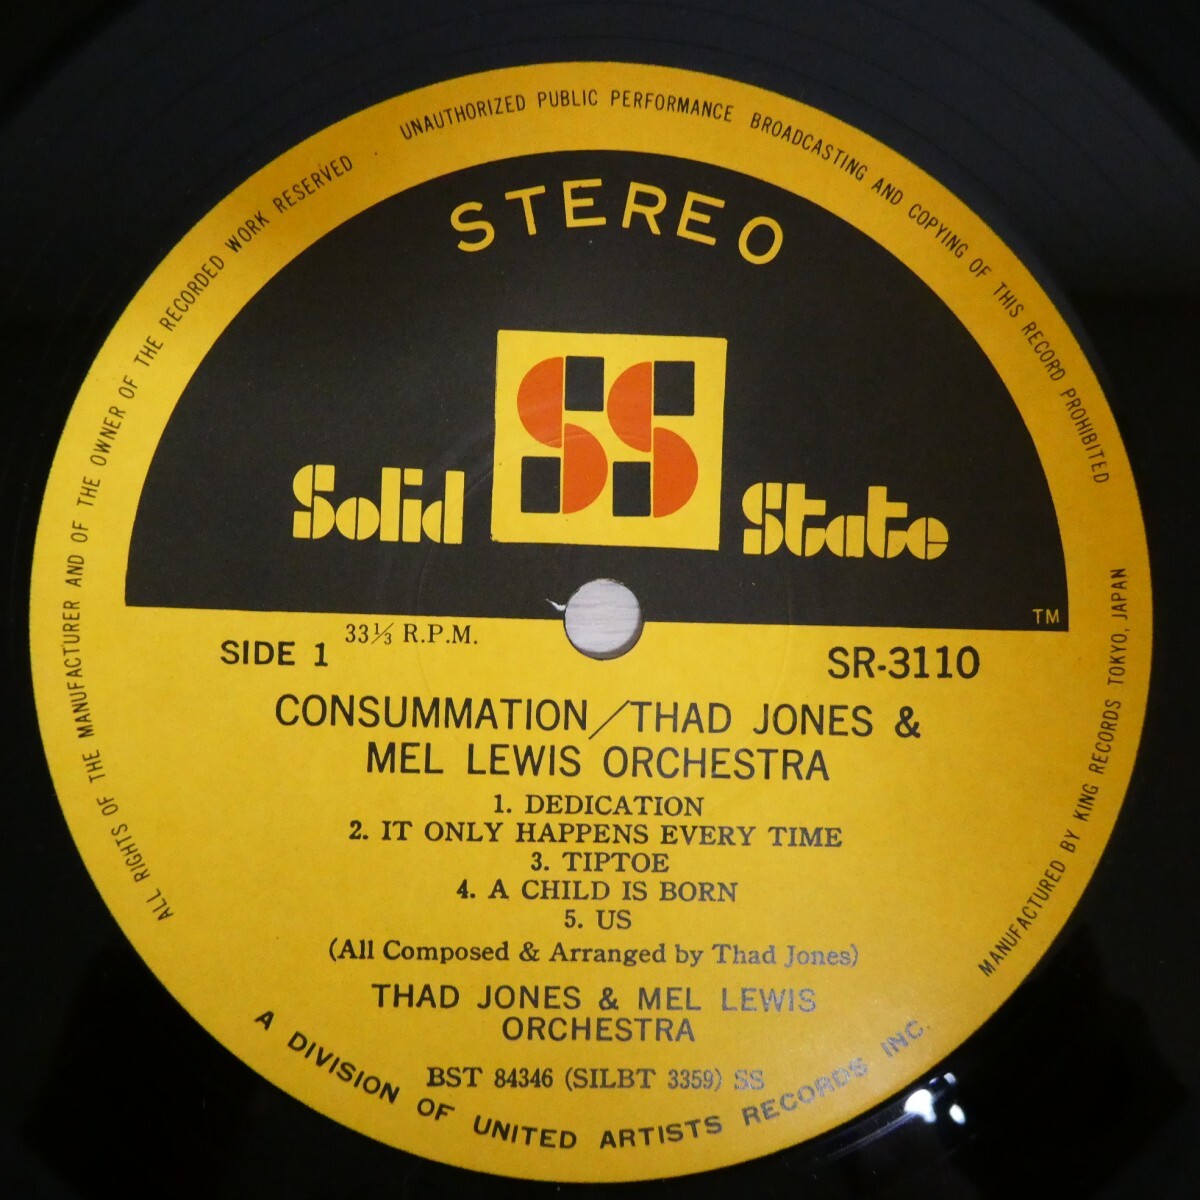 ALL RIGHTS OF THE MANUFACTURER AND OF THE OWNER OF THE RECORDED WORK RESERVED . UNAUTHORIZED PUBLIC PERFORMANCE BROADCASTING AND COPYING OF THIS RECORD PROHIBITED
STEREO
SS
Solid State
TM
SIDE 1 33⅓ R.P.M. SR-3110
CONSUMMATION/THAD JONES &
MEL LEWIS ORCHESTRA
1. DEDICATION
2. IT ONLY HAPPENS EVERY TIME
3. TIPTOE
4. A CHILD IS BORN
5. US
(All Composed & Arranged by Thad Jones)
THAD JONES & MEL LEWIS
ORCHESTRA
BST 84346 (SILBT 3359) SS
A DIVISION OF UNITED ARTISTS RECORDS INC.
MANUFACTURED BY KING RECORDS TOKYO, JAPAN